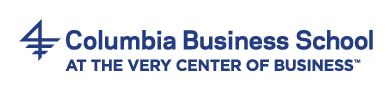 Columbia Business School
AT THE VERY CENTER OF BUSINESS™